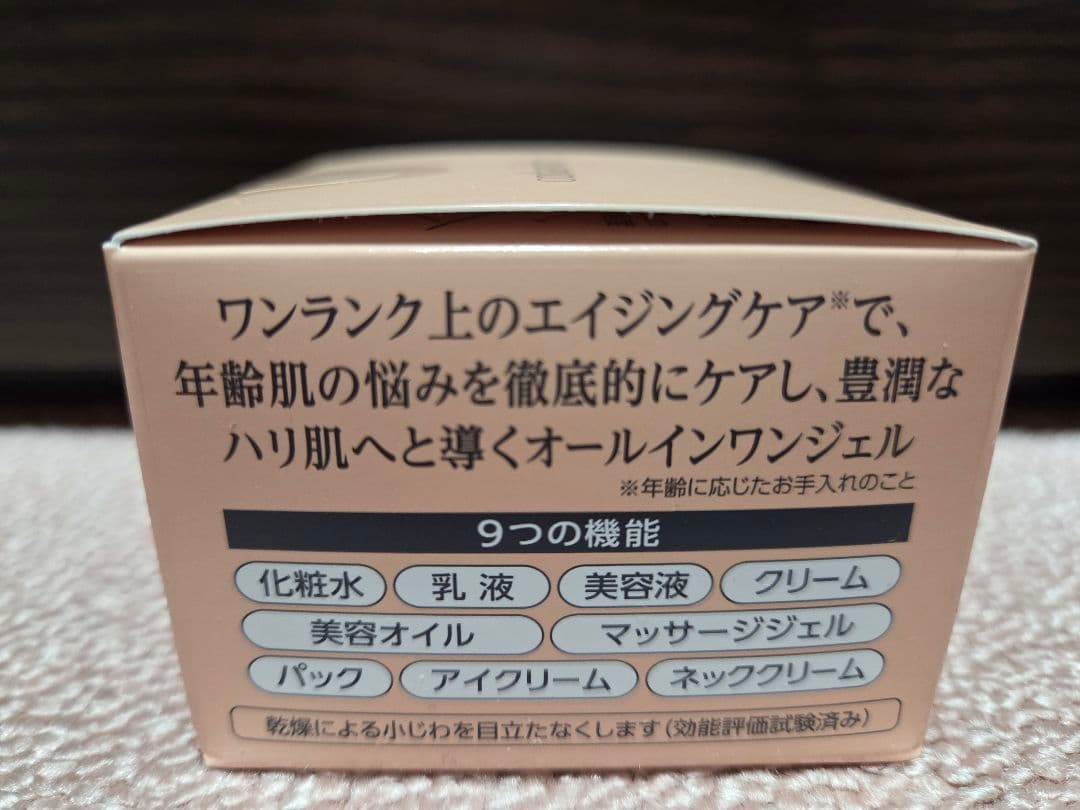 ワンランク上のエイジングケア※で、
年齢肌の悩みを徹底的にケアし、豊潤な
ハリ肌へと導くオールインワンジェル
※年齢に応じたお手入れのこと
9つの機能
化粧水 乳液 美容液 クリーム
美容オイル マッサージジェル
パック アイクリーム ネッククリーム
乾燥による小じわを目立たなくします(効能評価試験済み)